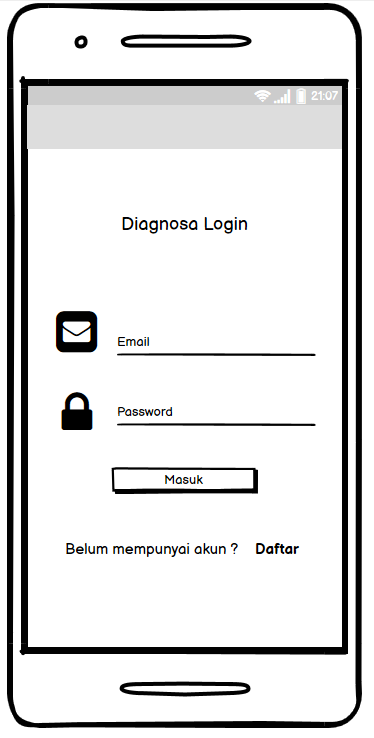 21:07
Diagnosa Login
Email
Password
Masuk
Belum mempunyai akun ? Daftar